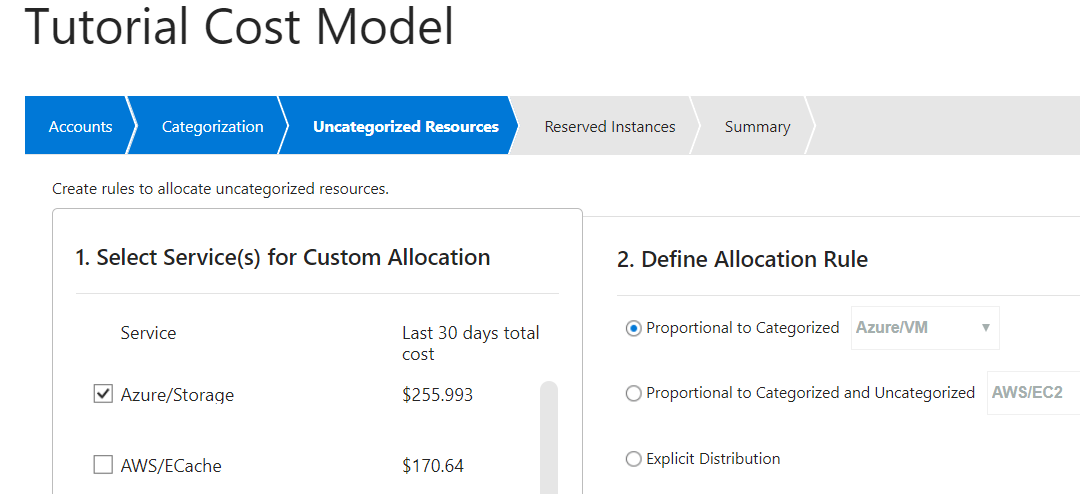 Tutorial Cost Model
Accounts Categorization Uncategorized Resources Reserved Instances Summary
Create rules to allocate uncategorized resources.
1. Select Service(s) for Custom Allocation
Service Last 30 days total
cost
Azure/Storage $255.993
AWS/ECache $170.64
2. Define Allocation Rule
Proportional to Categorized Azure/VM
Proportional to Categorized and Uncategorized AWS/EC2
Explicit Distribution